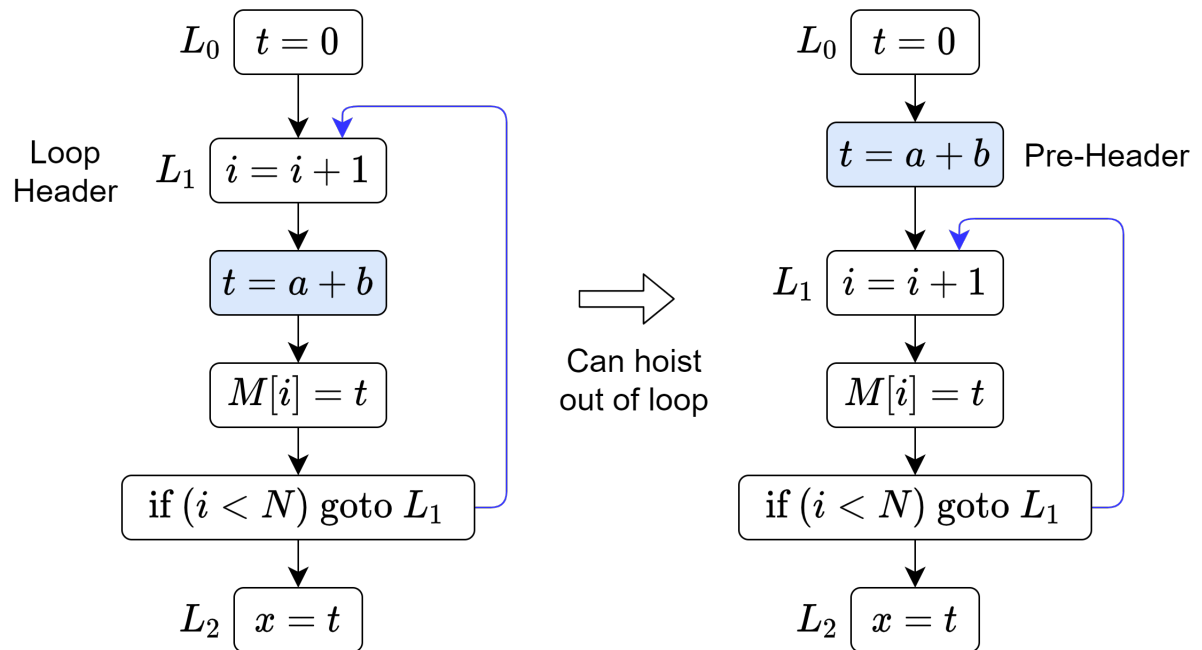 L₀ t = 0
Loop
Header
L₁ i = i + 1
t = a + b
M[i] = t
if (i < N) goto L₁
L₂ x = t
Can hoist
out of loop
L₀ t = 0
t = a + b Pre-Header
L₁ i = i + 1
M[i] = t
if (i < N) goto L₁
L₂ x = t